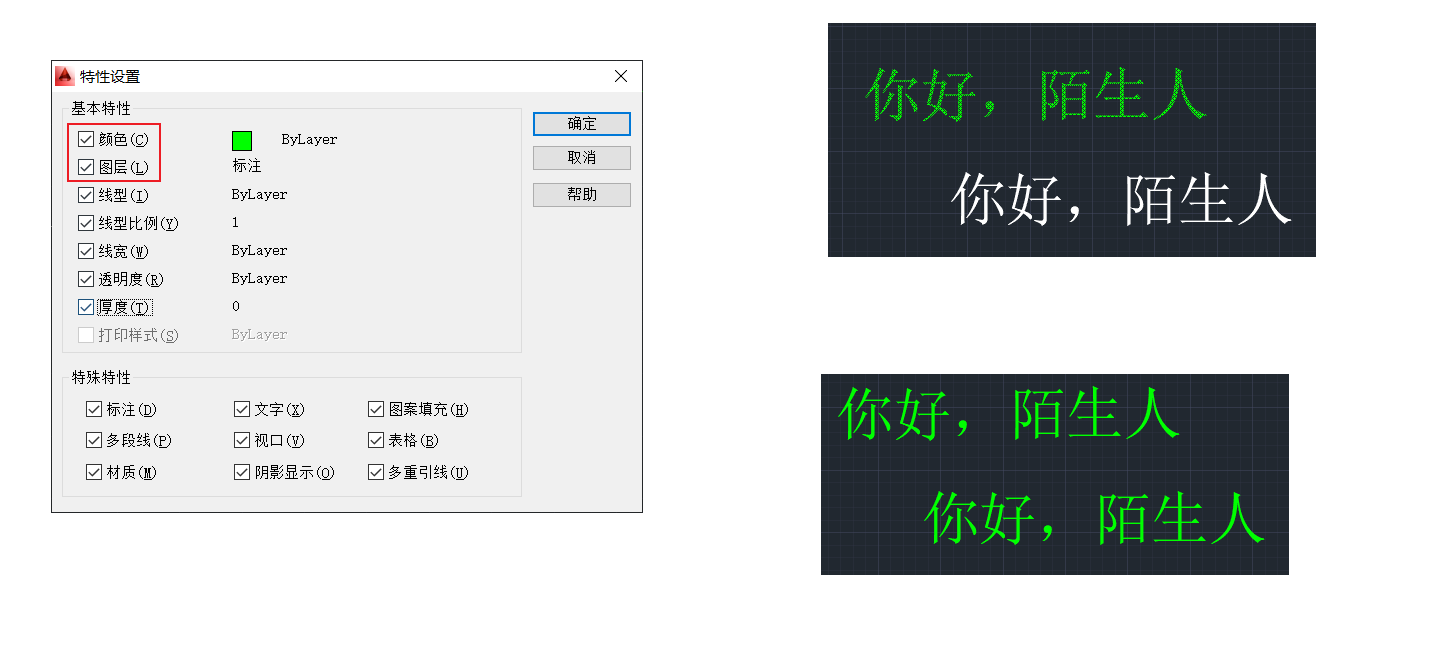 特性设置
基本特性
颜色(C) ByLayer
图层(L) 标注
线型(I) ByLayer
线型比例(Y) 1
线宽(W) ByLayer
透明度(R) ByLayer
厚度(T) 0
打印样式(S) ByLayer
确定
取消
帮助
特殊特性
标注(D) 文字(X) 图案填充(H)
多段线(P) 视口(V) 表格(B)
材质(M) 阴影显示(O) 多重引线(U)
你好，陌生人
你好，陌生人
你好，陌生人
你好，陌生人